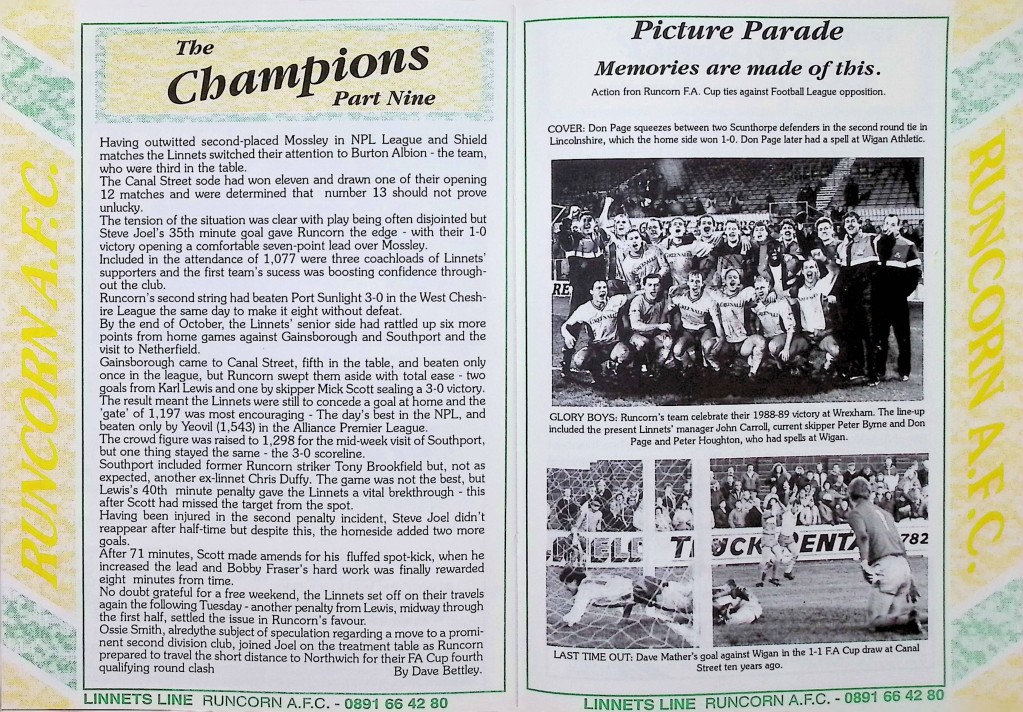 RUNCORN A.F.C.
The
Champions
Part Nine
Having outwitted second-placed Mossley in NPL League and Shield
matches the Linnets switched their attention to Burton Albion - the team,
who were third in the table.
The Canal Street sode had won eleven and drawn one of their opening
12 matches and were determined that number 13 should not prove
unlucky.
The tension of the situation was clear with play being often disjointed but
Steve Joel's 35th minute goal gave Runcorn the edge - with their 1-0
victory opening a comfortable seven-point lead over Mossley.
Included in the attendance of 1,077 were three coachloads of Linnets'
supporters and the first team's sucess was boosting confidence through-
out the club.
Runcorn's second string had beaten Port Sunlight 3-0 in the West Chesh-
ire League the same day to make it eight without defeat.
By the end of October, the Linnets' senior side had rattled up six more
points from home games against Gainsborough and Southport and the
visit to Netherfield.
Gainsborough came to Canal Street, fifth in the table, and beaten only
once in the league, but Runcorn swept them aside with total ease - two
goals from Karl Lewis and one by skipper Mick Scott sealing a 3-0 victory.
The result meant the Linnets were still to concede a goal at home and the
'gate' of 1,197 was most encouraging - The day's best in the NPL, and
beaten only by Yeovil (1,543) in the Alliance Premier League.
The crowd figure was raised to 1,298 for the mid-week visit of Southport,
but one thing stayed the same - the 3-0 scoreline.
Southport included former Runcorn striker Tony Brookfield but, not as
expected, another ex-linnet Chris Duffy. The game was not the best, but
Lewis's 40th minute penalty gave the Linnets a vital brekthrough - this
after Scott had missed the target from the spot.
Having been injured in the second penalty incident, Steve Joel didn't
reappear after half-time but despite this, the homeside added two more
goals.
After 71 minutes, Scott made amends for his fluffed spot-kick, when he
increased the lead and Bobby Fraser's hard work was finally rewarded
eight minutes from time.
No doubt grateful for a free weekend, the Linnets set off on their travels
again the following Tuesday - another penalty from Lewis, midway through
the first half, settled the issue in Runcorn's favour.
Ossie Smith, alredythe subject of speculation regarding a move to a promi-
nent second division club, joined Joel on the treatment table as Runcorn
prepared to travel the short distance to Northwich for their FA Cup fourth
qualifying round clash By Dave Bettley.
LINNETS LINE RUNCORN A.F.C. - 0891 66 42 80
Picture Parade
Memories are made of this.
Action fron Runcorn F.A. Cup ties against Football League opposition.
COVER: Don Page squeezes between two Scunthorpe defenders in the second round tie in
Lincolnshire, which the home side won 1-0. Don Page later had a spell at Wigan Athletic.
GREENALLS
GLORY BOYS: Runcorn's team celebrate their 1988-89 victory at Wrexham. The line-up
included the present Linnets' manager John Carroll, current skipper Peter Byrne and Don
Page and Peter Houghton, who had spells at Wigan.
TRUCK RENTA 782
LAST TIME OUT: Dave Mather's goal against Wigan in the 1-1 F.A Cup draw at Canal
Street ten years ago.
LINNETS LINE RUNCORN A.F.C. - 0891 66 42 80
RUNCORN A.F.C.